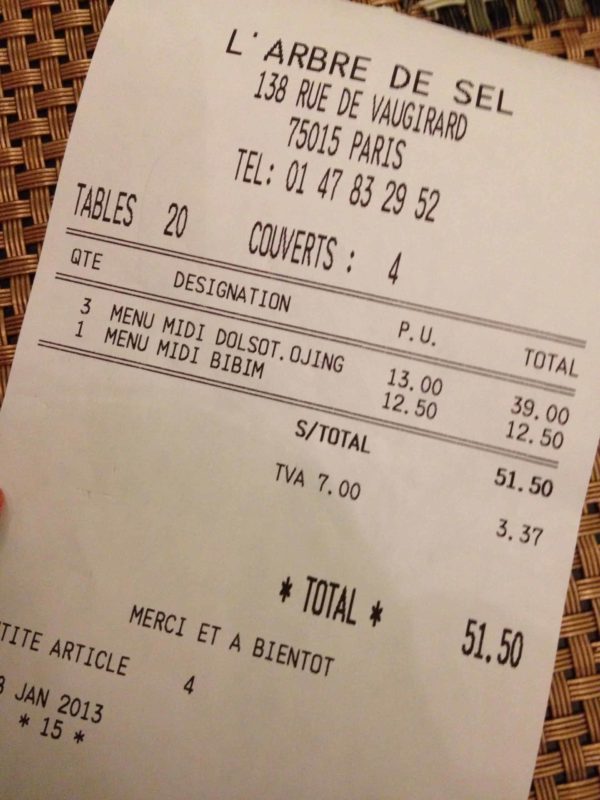 L'ARBRE DE SEL
138 RUE DE VAUGIRARD
75015 PARIS
TEL: 01 47 83 29 52
TABLES 20 COUVERTS : 4
QTE DESIGNATION P.U. TOTAL
3 MENU MIDI DOLSOT.OJING 13.00 39.00
1 MENU MIDI BIBIM 12.50 12.50
S/TOTAL 51.50
TVA 7.00 3.37
* TOTAL * 51.50
MERCI ET A BIENTOT
TITE ARTICLE 4
JAN 2013
* 15 *